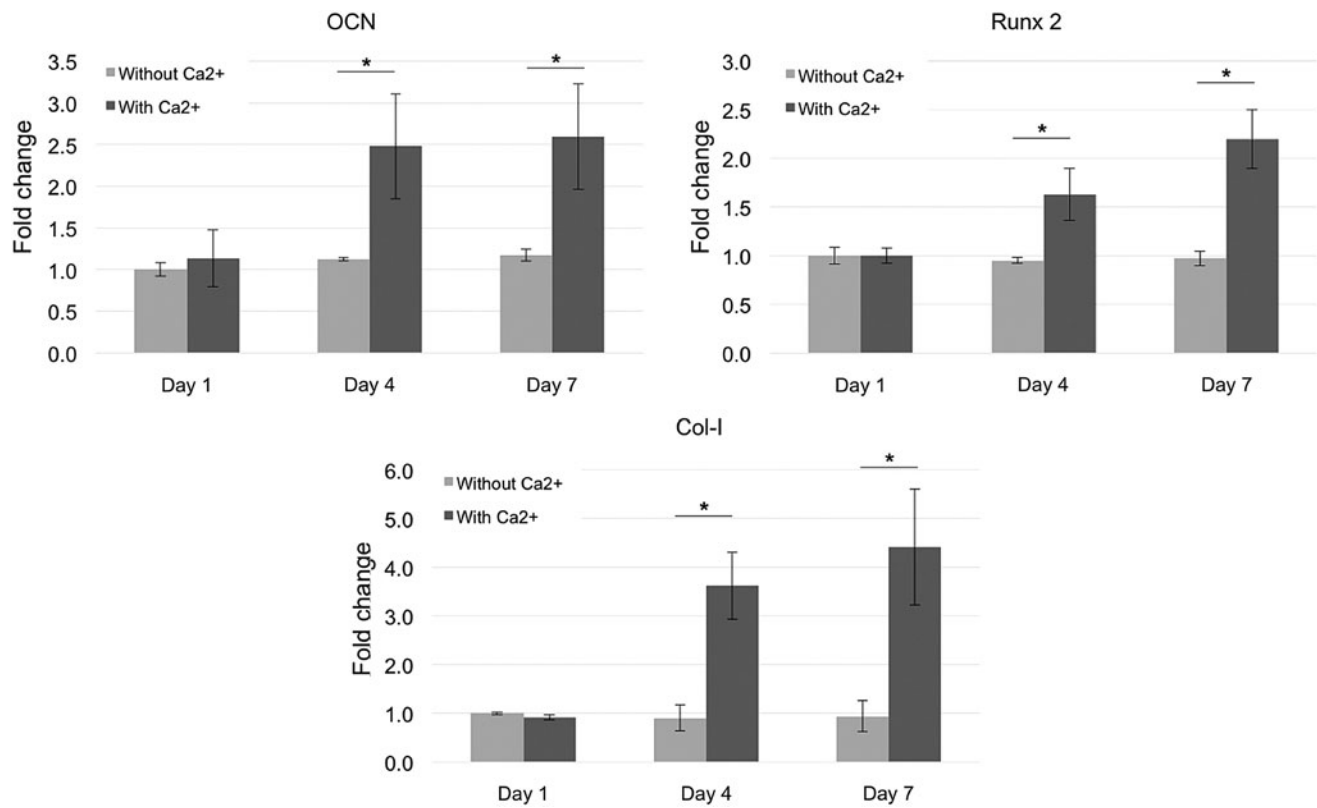 OCN
Fold change
3.5
3.0
2.5
2.0
1.5
1.0
0.5
0.0
Without Ca2+
With Ca2+
*
*
Day 1
Day 4
Day 7
Runx 2
Fold change
3.0
2.5
2.0
1.5
1.0
0.5
0.0
Without Ca2+
With Ca2+
*
*
Day 1
Day 4
Day 7
Col-I
Fold change
6.0
5.0
4.0
3.0
2.0
1.0
0.0
Without Ca2+
With Ca2+
*
*
Day 1
Day 4
Day 7